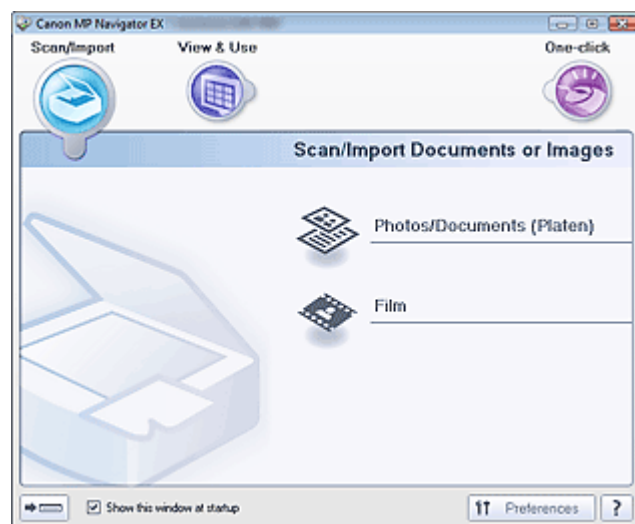 Canon MP Navigator EX
Scan/Import
View & Use
One-click
Scan/Import Documents or Images
Photos/Documents (Platen)
Film
Show this window at startup
Preferences
?